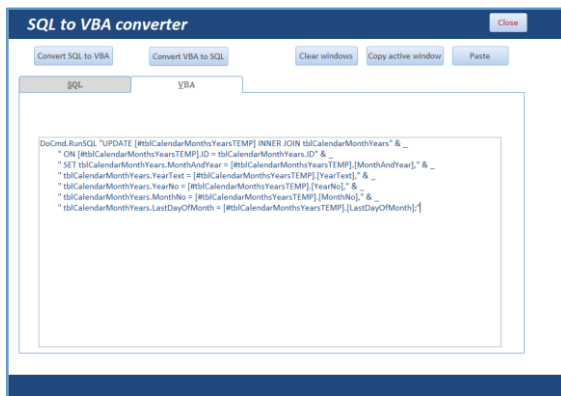 SQL to VBA converter
Close
Convert SQL to VBA
Convert VBA to SQL
Clear windows
Copy active window
Paste
SQL
VBA
DoCmd.RunSQL "UPDATE [#tblCalendarMonthsYearsTEMP] INNER JOIN tblCalendarMonthYears" & _
" ON [#tblCalendarMonthsYearsTEMP].ID = tblCalendarMonthYears.ID" & _
" SET tblCalendarMonthYears.MonthAndYear = [#tblCalendarMonthsYearsTEMP].[MonthAndYear]," & _
" tblCalendarMonthYears.YearText = [#tblCalendarMonthsYearsTEMP].[YearText]," & _
" tblCalendarMonthYears.YearNo = [#tblCalendarMonthsYearsTEMP].[YearNo]," & _
" tblCalendarMonthYears.MonthNo = [#tblCalendarMonthsYearsTEMP].[MonthNo]," & _
" tblCalendarMonthYears.LastDayOfMonth = [#tblCalendarMonthsYearsTEMP].[LastDayOfMonth];"